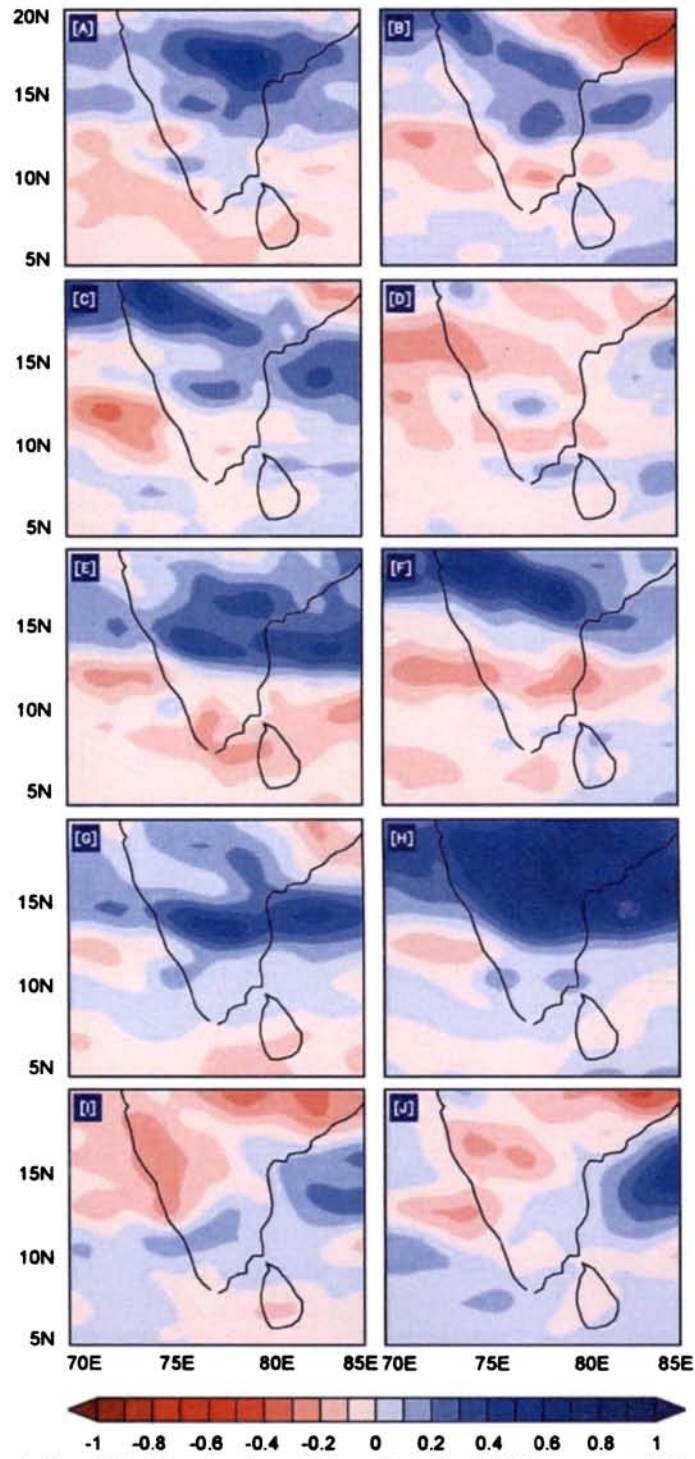 20N [A] [B]
15N
10N
5N
[C] [D]
15N
10N
5N
[E] [F]
15N
10N
5N
[G] [H]
15N
10N
5N
[I] [J]
15N
10N
5N
70E 75E 80E 85E 70E 75E 80E 85E
-1 -0.8 -0.6 -0.4 -0.2 0 0.2 0.4 0.6 0.8 1